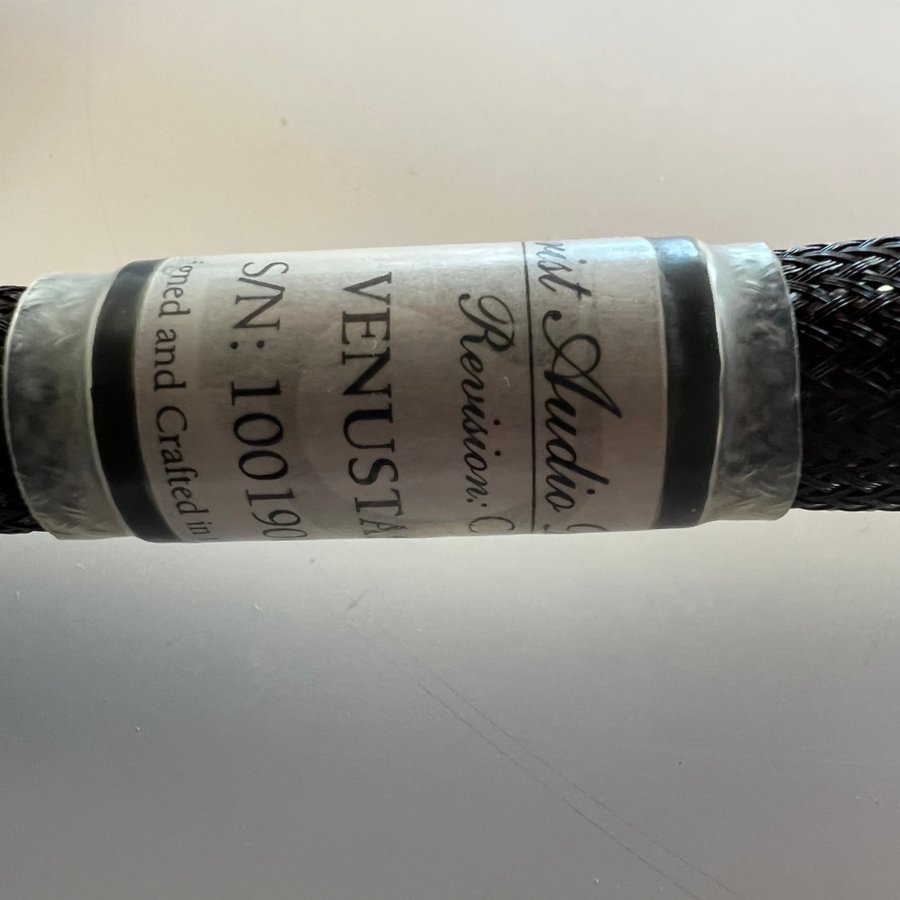 Audio
Revision: C
VENUSTA
S/N: 100190
and Crafted in